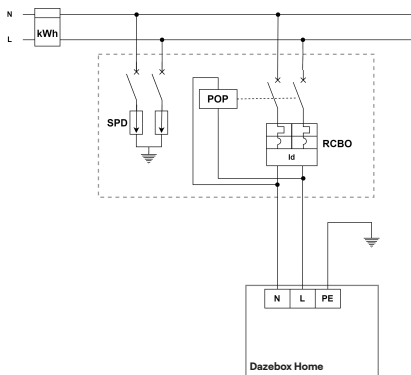 N
L
kWh
POP
SPD
RCBO
Id
N L PE
Dazebox Home